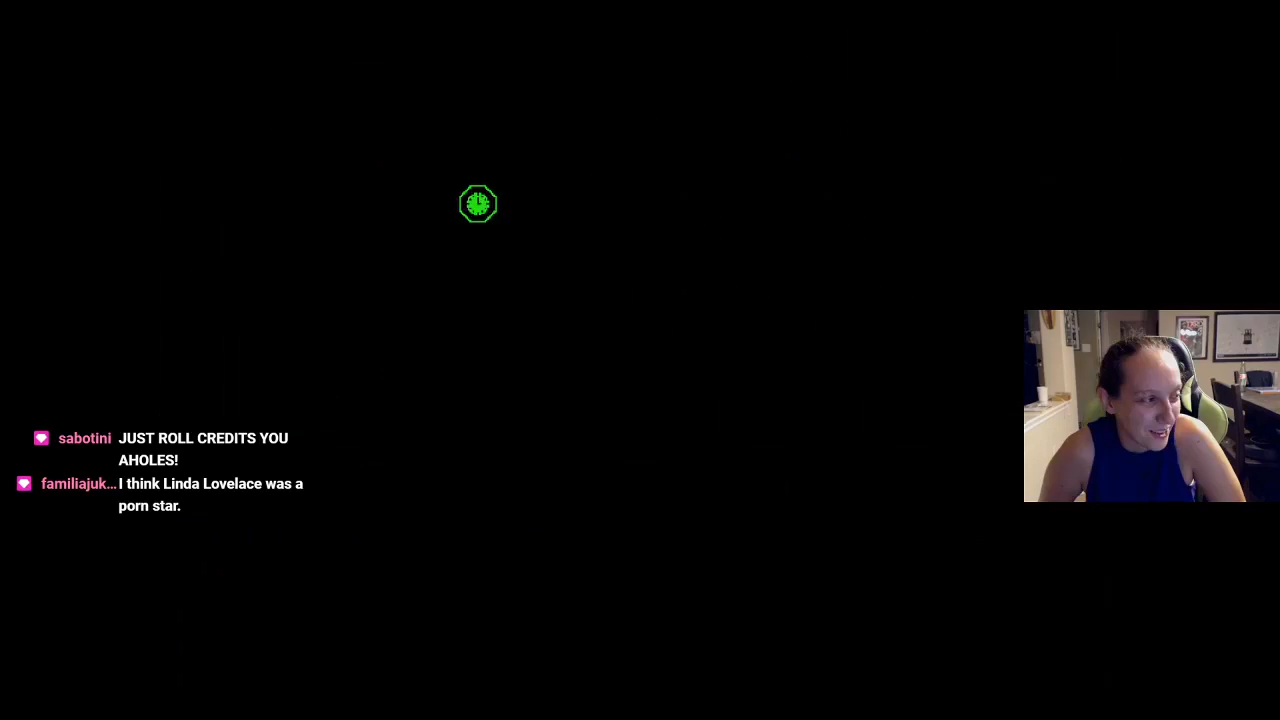 sabotini JUST ROLL CREDITS YOU
AHOLES!
familiajuk... I think Linda Lovelace was a
porn star.